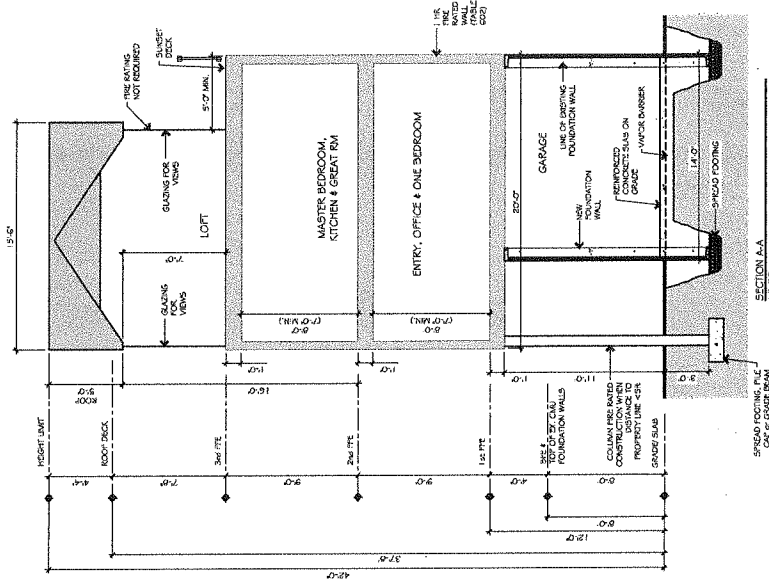 15'-6"
FIRE RATING
NOT REQUIRED
SUNSET
DECK
5'-0" MIN.
1 HR
FIRE
RATED
WALL
(TABLE
602)
HEIGHT LIMIT
ROOF
5'-0"
GLAZING
FOR
VIEWS
GLAZING FOR
VIEWS
LOFT
7'-0"
16'-0"
4'-4"
ROOF DECK
7'-8"
3rd FFE
1'-0"
MASTER BEDROOM,
KITCHEN & GREAT RM
8'-0"
(7'-0" MIN.)
9'-0"
2nd FFE
1'-0"
ENTRY, OFFICE & ONE BEDROOM
8'-0"
(7'-0" MIN.)
9'-0"
1st FFE
1'-0"
20'-0"
GARAGE
LINE OF EXISTING
FOUNDATION WALL
NEW
FOUNDATION
WALL
4'-0"
BFE &
TOP OF EX. CMU
FOUNDATION WALLS
11'-0"
COLUMN FIRE RATED
CONSTRUCTION WHEN
DISTANCE TO
PROPERTY LINE <5ft
8'-0"
8'-0"
12'-0"
37'-8"
42'-0"
GRADE/ SLAB
3'-0"
REINFORCED
CONCRETE SLAB ON
GRADE
VAPOR BARRIER
14'-0"
SPREAD FOOTING
SPREAD FOOTING, PILE
CAP or GRADE BEAM
SECTION A-A